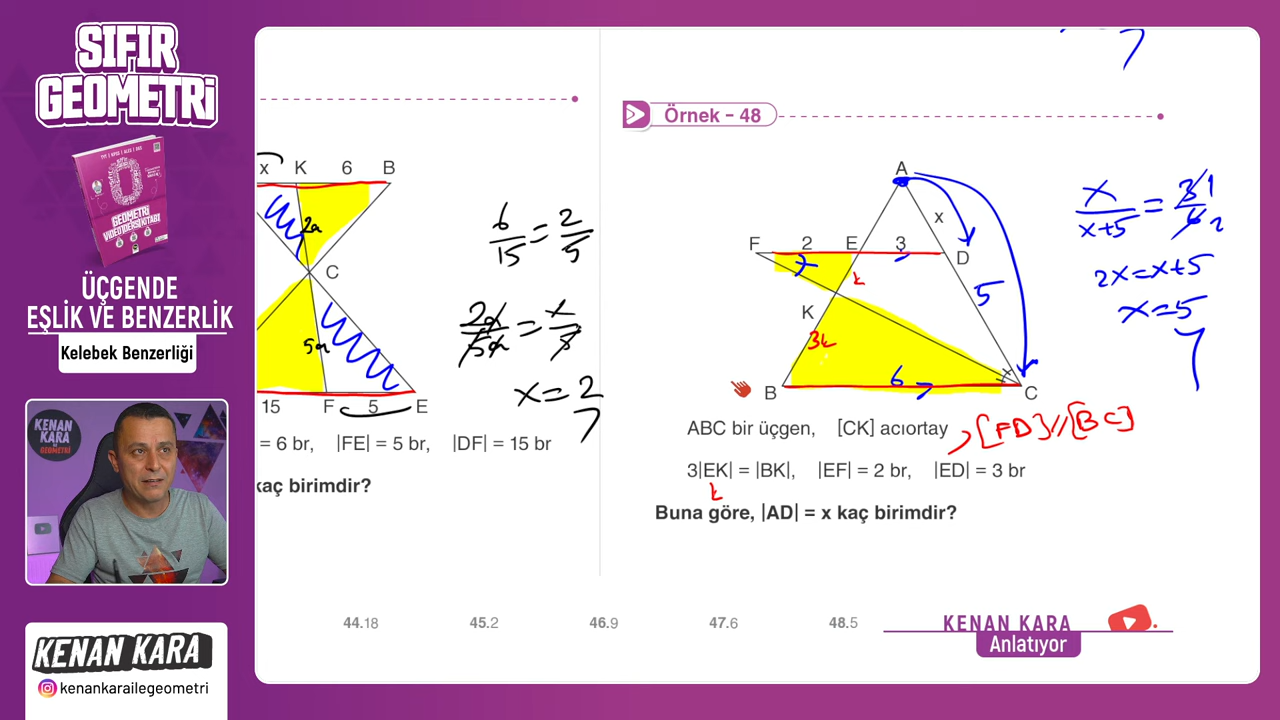 SIFIR
GEOMETRİ
GEOMETRİ
VİDEO DERS KİTABI
ÜÇGENDE
EŞLİK VE BENZERLİK
Kelebek Benzerliği
KENAN
KARA
GEOMETRİ
KENAN KARA
kenankarailegeometri
x K 6 B
2a
C
5a
15 F 5 E
6/15 = 2/5
2a/5a = x/5
x = 2
= 6 br, |FE| = 5 br, |DF| = 15 br
kaç birimdir?
7
Örnek – 48
A
x
F 2 E 3 D
k
5
K
3k
6
B C
x/x+5 = 3 1/6 2
2x=x+5
x=5
ABC bir üçgen, [CK] acıortay [FD]//[BC]
3|EK| = |BK|, |EF| = 2 br, |ED| = 3 br
k
Buna göre, |AD| = x kaç birimdir?
44.18 45.2 46.9 47.6 48.5
KENAN KARA
Anlatıyor